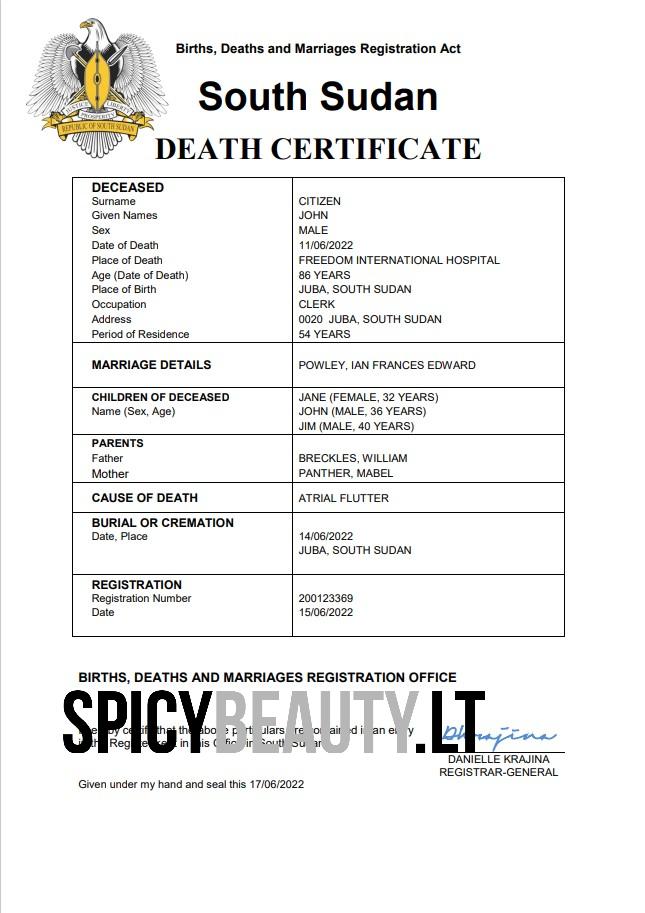 Births, Deaths and Marriages Registration Act
South Sudan
DEATH CERTIFICATE
JUSTICE LIBERTY
PROSPERITY
REPUBLIC OF SOUTH SUDAN
DECEASED
Surname CITIZEN
Given Names JOHN
Sex MALE
Date of Death 11/06/2022
Place of Death FREEDOM INTERNATIONAL HOSPITAL
Age (Date of Death) 86 YEARS
Place of Birth JUBA, SOUTH SUDAN
Occupation CLERK
Address 0020 JUBA, SOUTH SUDAN
Period of Residence 54 YEARS
MARRIAGE DETAILS POWLEY, IAN FRANCES EDWARD
CHILDREN OF DECEASED JANE (FEMALE, 32 YEARS)
Name (Sex, Age) JOHN (MALE, 36 YEARS)
JIM (MALE, 40 YEARS)
PARENTS
Father BRECKLES, WILLIAM
Mother PANTHER, MABEL
CAUSE OF DEATH ATRIAL FLUTTER
BURIAL OR CREMATION
Date, Place 14/06/2022
JUBA, SOUTH SUDAN
REGISTRATION
Registration Number 200123369
Date 15/06/2022
BIRTHS, DEATHS AND MARRIAGES REGISTRATION OFFICE
SPICYBEAUTY.LT
I hereby certify that the above particulars are contained in an entry
in the Register kept in this Office in South Sudan
Dkrajina
DANIELLE KRAJINA
REGISTRAR-GENERAL
Given under my hand and seal this 17/06/2022